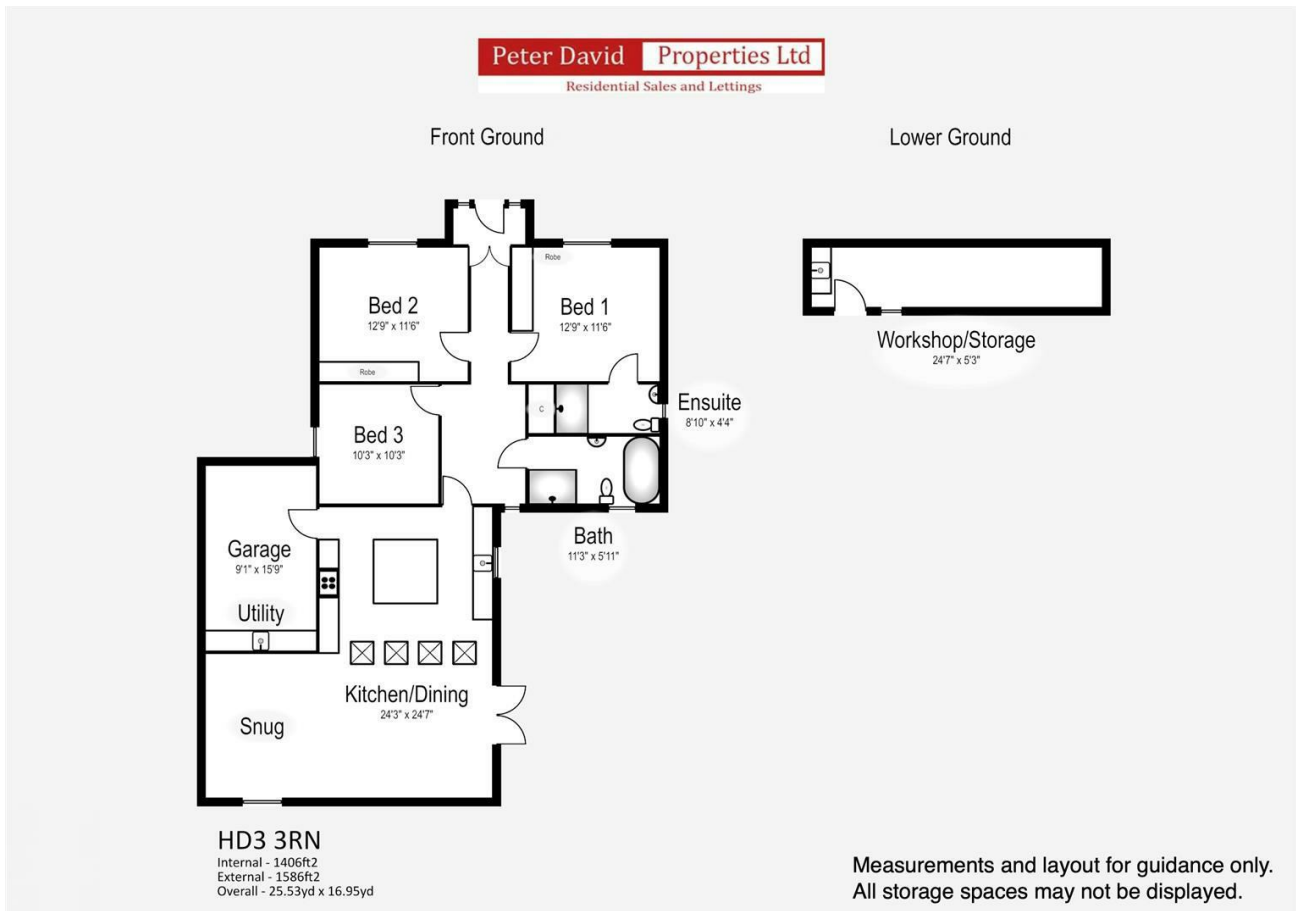 Peter David Properties Ltd
Residential Sales and Lettings
Front Ground
Lower Ground
Robe
Bed 2
12'9" x 11'6"
Bed 1
12'9" x 11'6"
Robe
Workshop/Storage
24'7" x 5'3"
C
Ensuite
8'10" x 4'4"
Bed 3
10'3" x 10'3"
Bath
11'3" x 5'11"
Garage
9'1" x 15'9"
Utility
Kitchen/Dining
24'3" x 24'7"
Snug
HD3 3RN
Internal - 1406ft2
External - 1586ft2
Overall - 25.53yd x 16.95yd
Measurements and layout for guidance only.
All storage spaces may not be displayed.